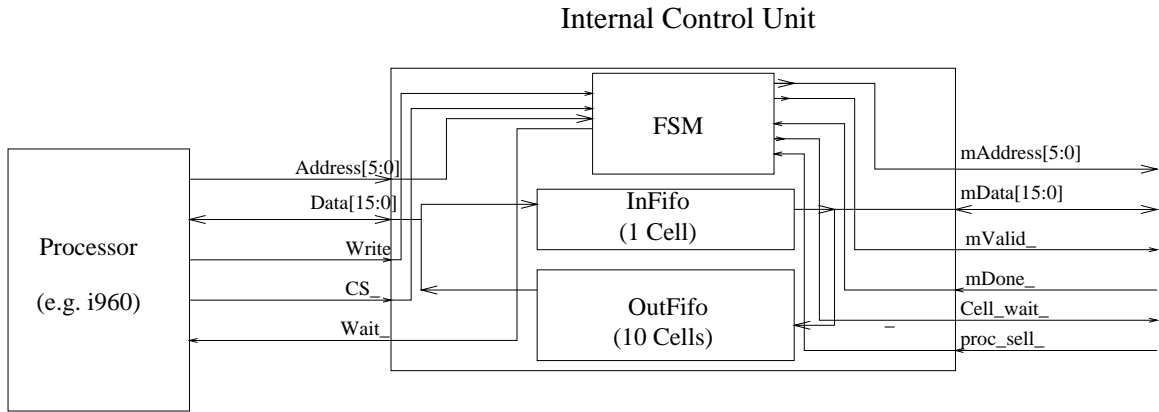 Internal Control Unit
FSM
Address[5:0]
Data[15:0]
Write
CS_
Wait_
Processor
(e.g. i960)
InFifo
(1 Cell)
OutFifo
(10 Cells)
_
mAddress[5:0]
mData[15:0]
mValid_
mDone_
Cell_wait_
proc_sell_